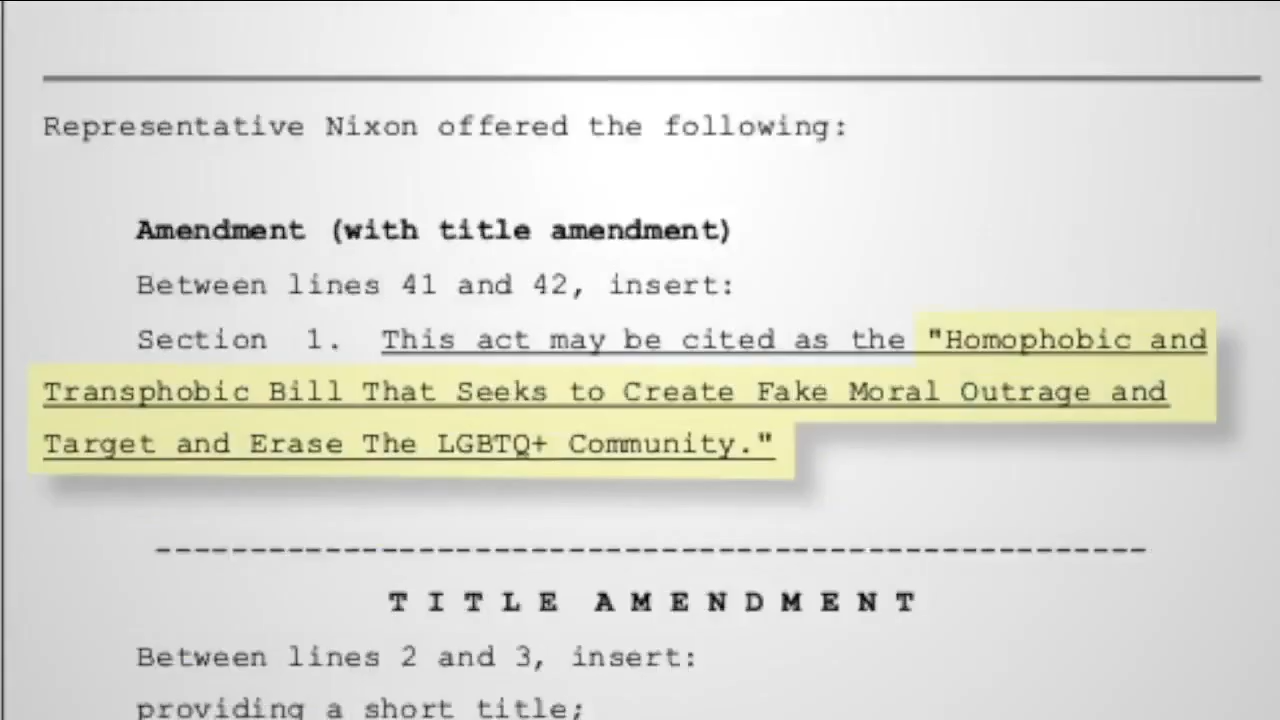 Representative Nixon offered the following:
Amendment (with title amendment)
Between lines 41 and 42, insert:
Section 1. This act may be cited as the "Homophobic and
Transphobic Bill That Seeks to Create Fake Moral Outrage and
Target and Erase The LGBTQ+ Community."
-----------------------------------------------------
T I T L E A M E N D M E N T
Between lines 2 and 3, insert:
providing a short title;